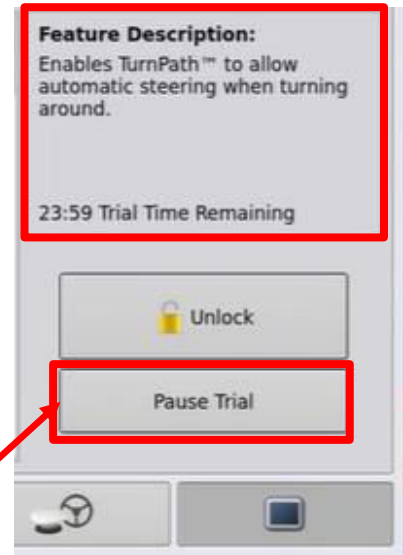 Feature Description:
Enables TurnPath™ to allow
automatic steering when turning
around.
23:59 Trial Time Remaining
Unlock
Pause Trial